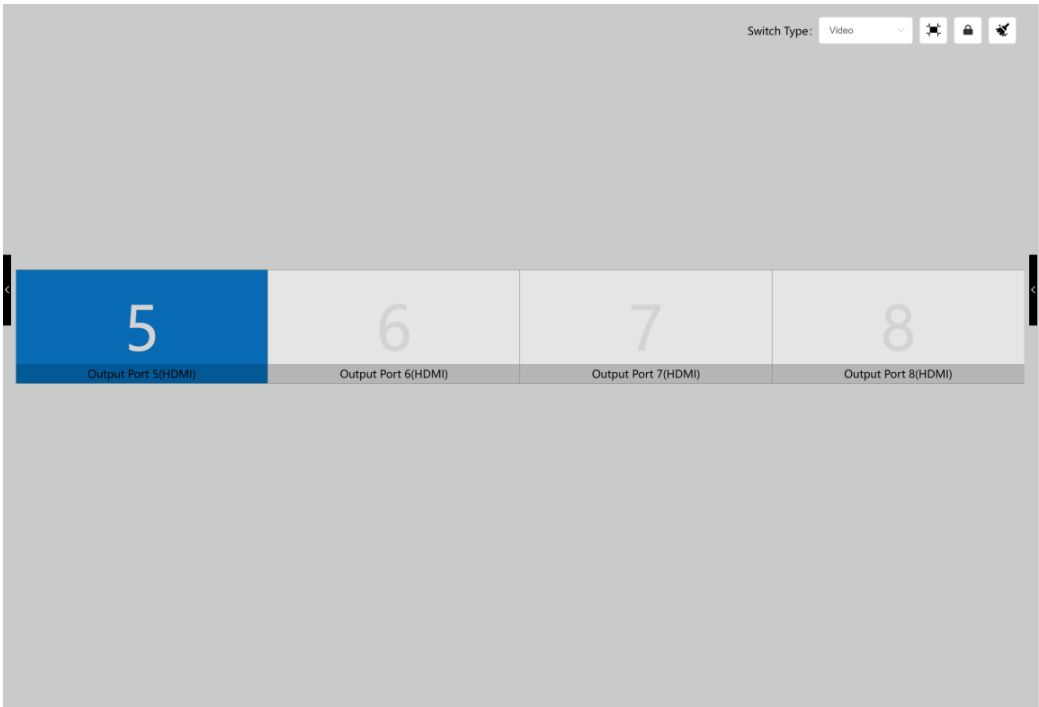 Switch Type: Video
5 6 7 8
Output Port 5(HDMI) Output Port 6(HDMI) Output Port 7(HDMI) Output Port 8(HDMI)